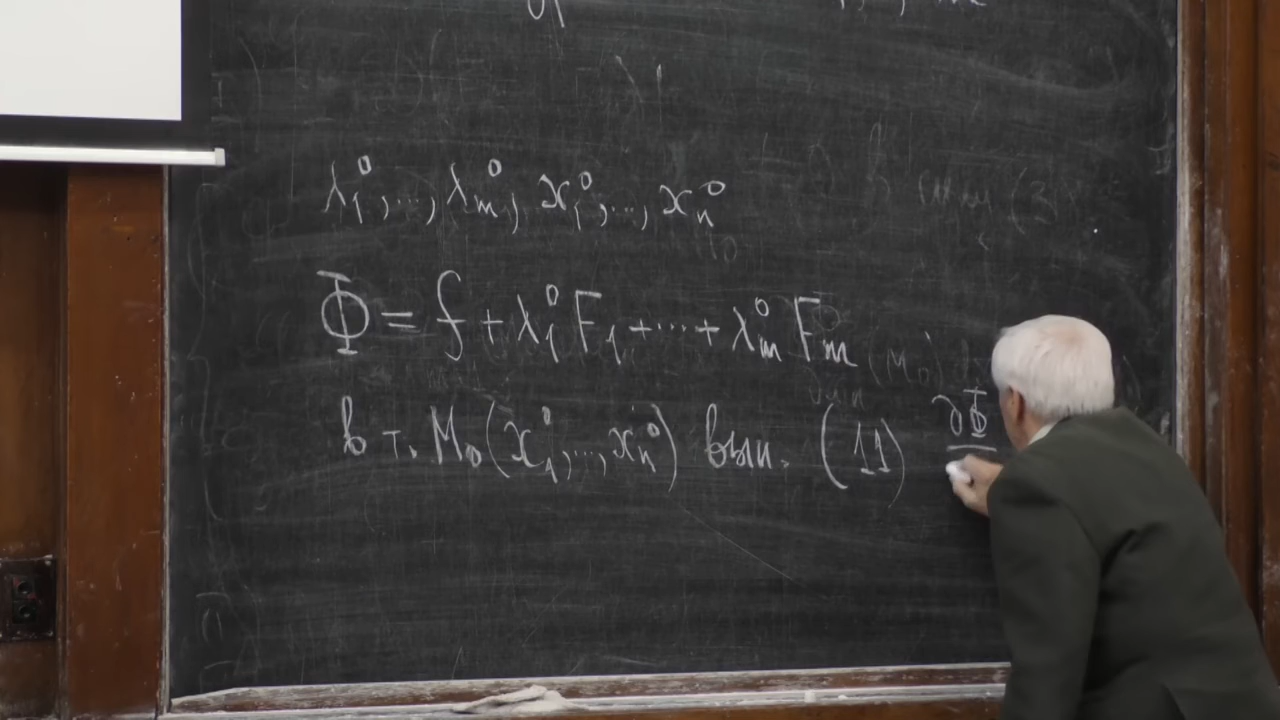 λ₁⁰,...,λₘ⁰, x₁⁰,...,xₙ⁰
Φ = f + λ₁⁰F₁ + ... + λₘ⁰Fₘ
в т. M₀(x₁⁰,...,xₙ⁰) вып. (11) ∂Φ